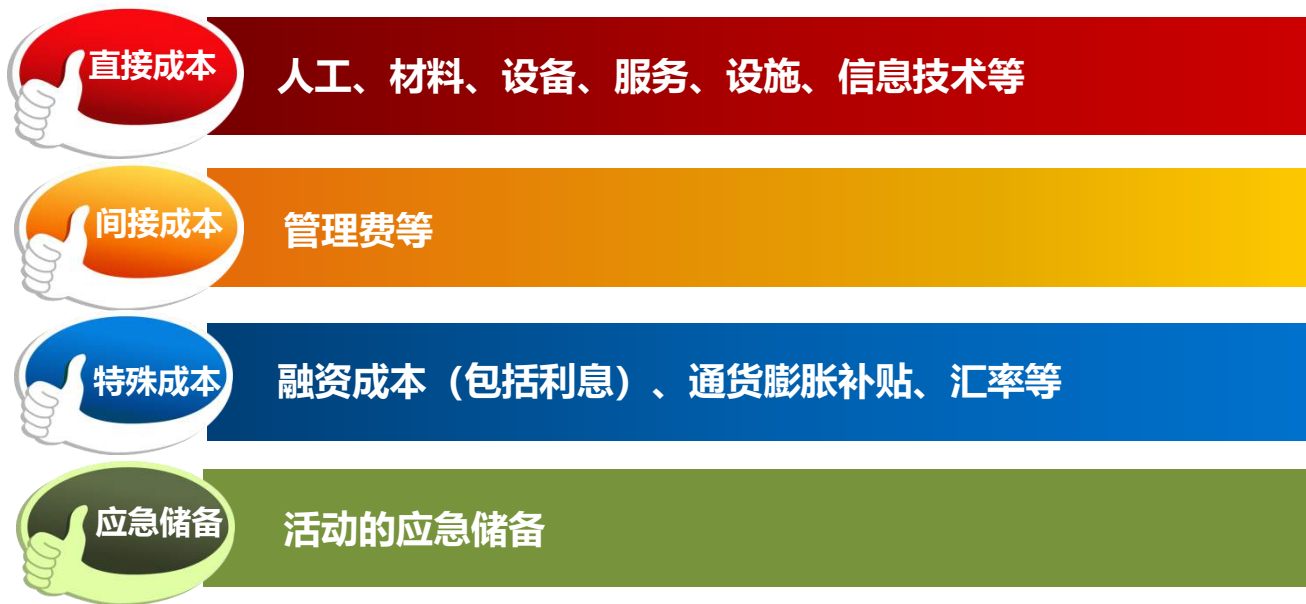 直接成本
人工、材料、设备、服务、设施、信息技术等
间接成本
管理费等
特殊成本
融资成本（包括利息）、通货膨胀补贴、汇率等
应急储备
活动的应急储备